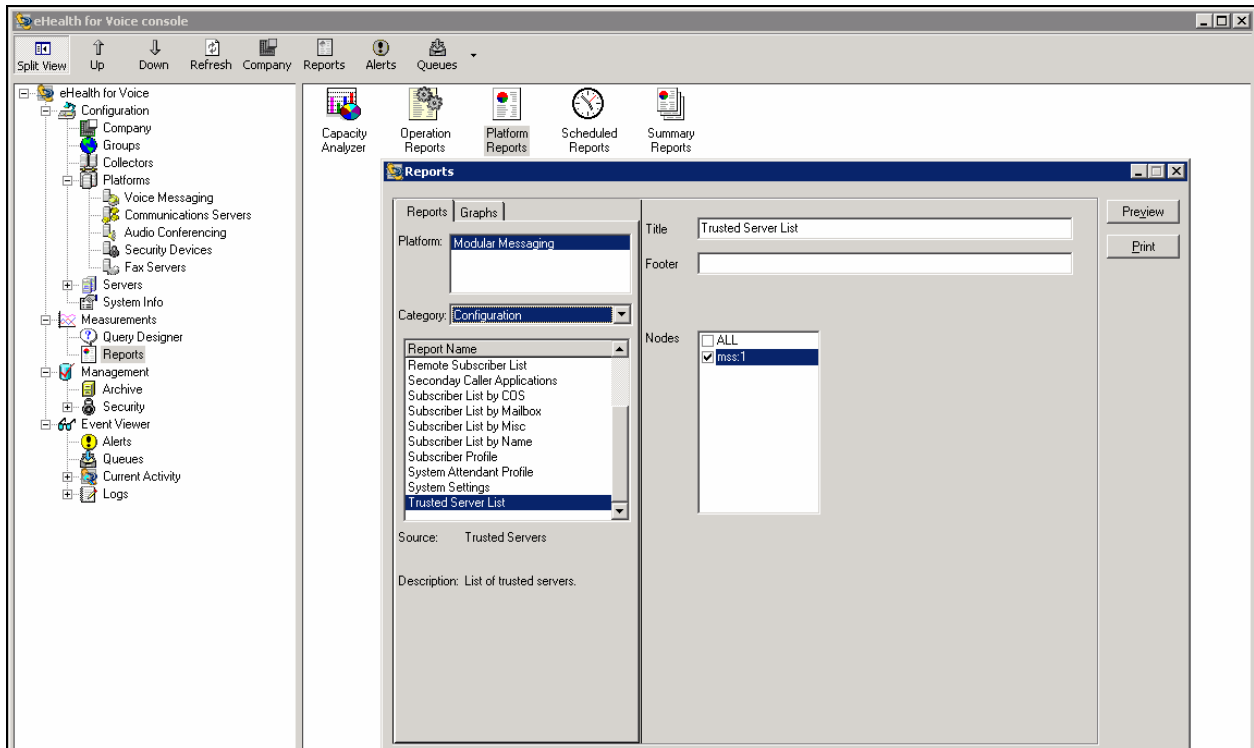 eHealth for Voice console
Split View Up Down Refresh Company Reports Alerts Queues
eHealth for Voice
Configuration
Company
Groups
Collectors
Platforms
Voice Messaging
Communications Servers
Audio Conferencing
Security Devices
Fax Servers
Servers
System Info
Measurements
Query Designer
Reports
Management
Archive
Security
Event Viewer
Alerts
Queues
Current Activity
Logs
Capacity Analyzer
Operation Reports
Platform Reports
Scheduled Reports
Summary Reports
Reports
Reports Graphs
Platform: Modular Messaging
Category: Configuration
Report Name
Remote Subscriber List
Seconday Caller Applications
Subscriber List by COS
Subscriber List by Mailbox
Subscriber List by Misc
Subscriber List by Name
Subscriber Profile
System Attendant Profile
System Settings
Trusted Server List
Source: Trusted Servers
Description: List of trusted servers.
Title Trusted Server List
Footer
Nodes
ALL
mss:1
Preview
Print